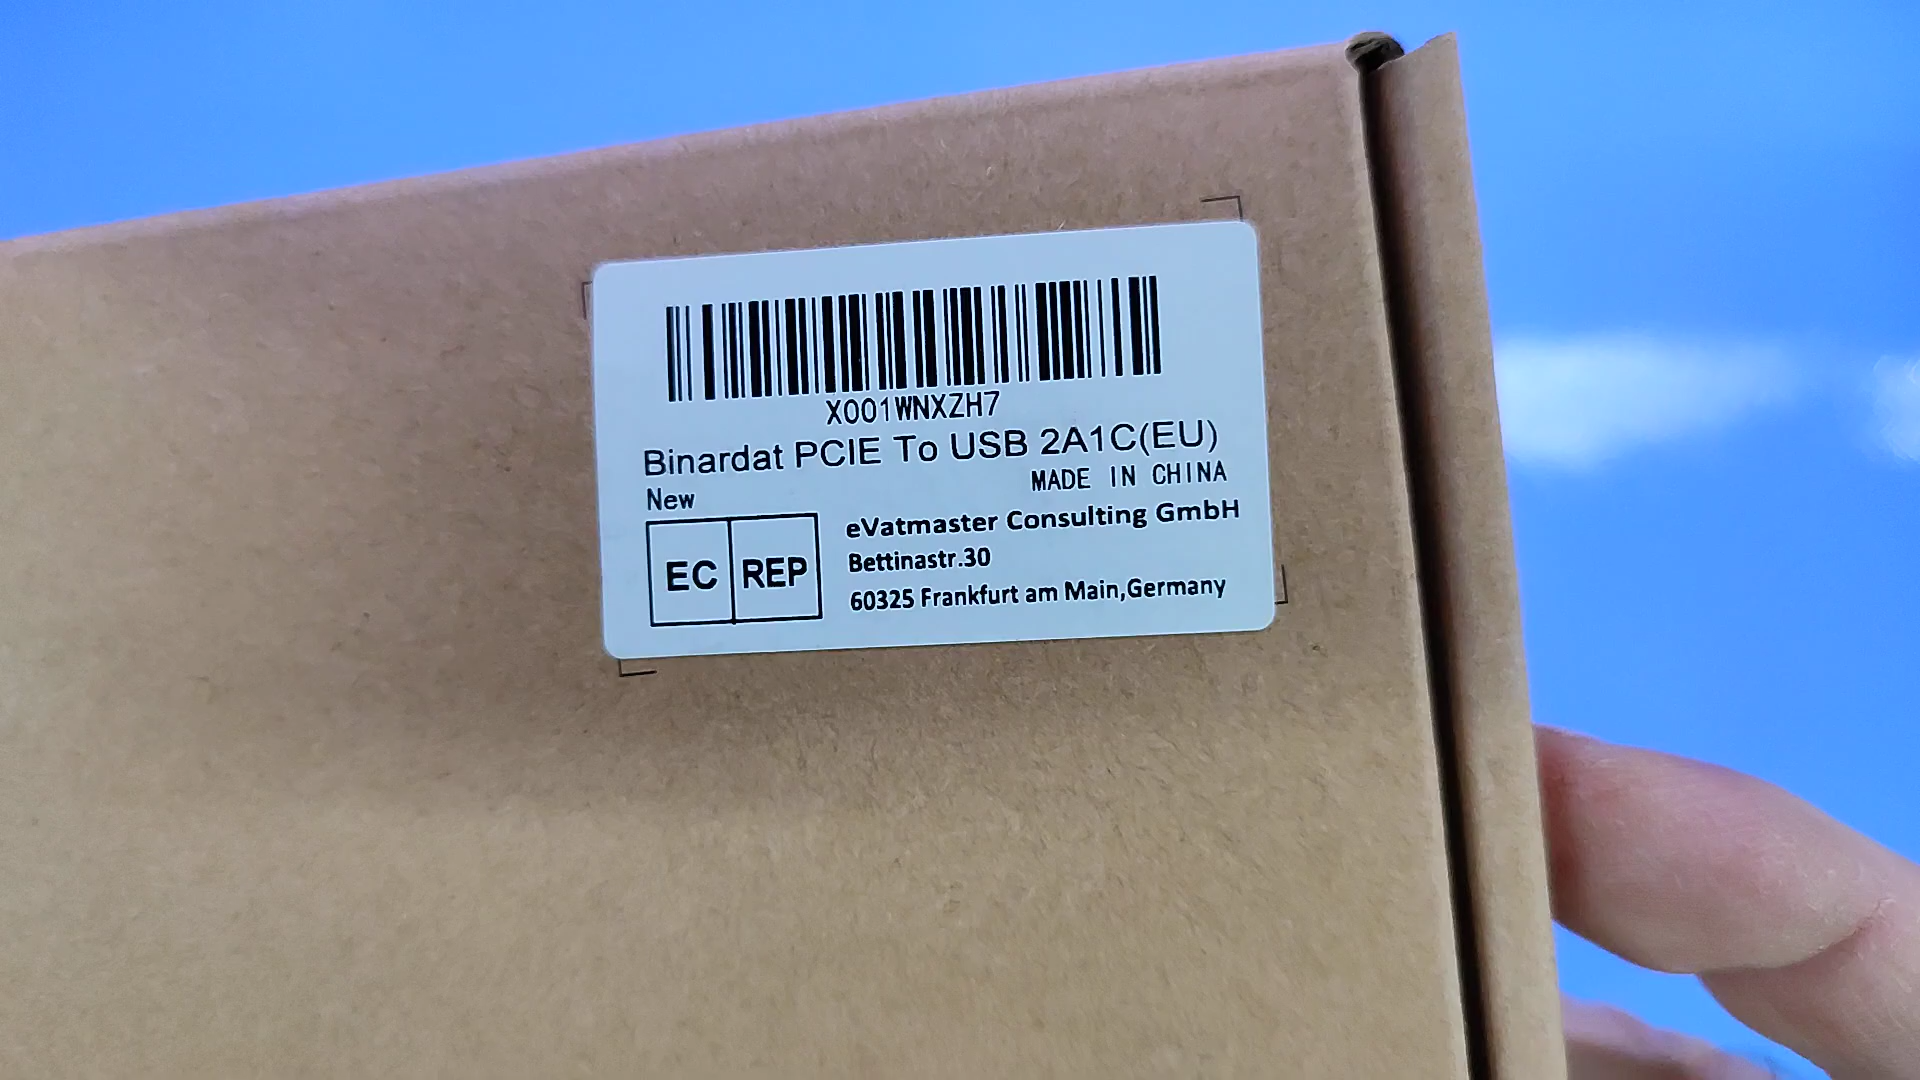 X001WNXZH7
Binardat PCIE To USB 2A1C(EU)
New
MADE IN CHINA
EC REP
eVatmaster Consulting GmbH
Bettinastr.30
60325 Frankfurt am Main,Germany